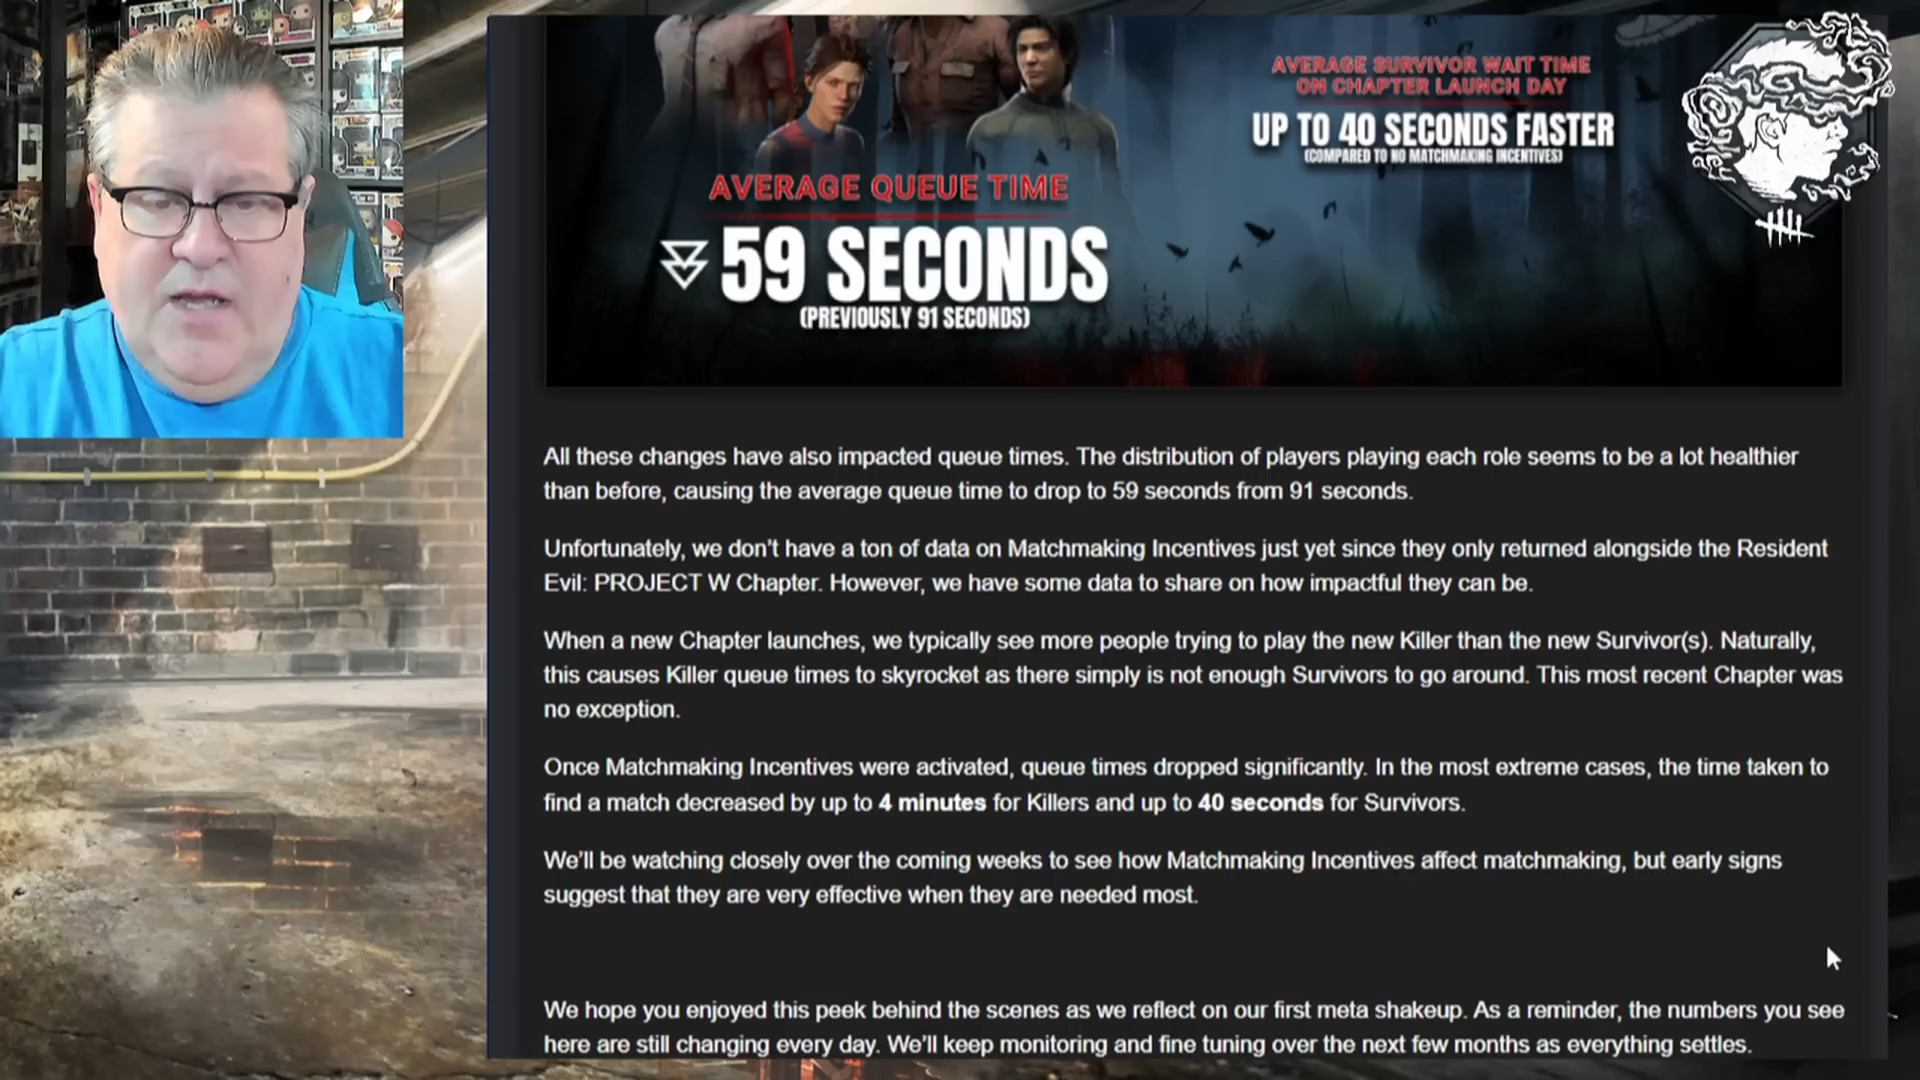 AVERAGE SURVIVOR WAIT TIME
ON CHAPTER LAUNCH DAY
UP TO 40 SECONDS FASTER
(COMPARED TO NO MATCHMAKING INCENTIVES)
AVERAGE QUEUE TIME
59 SECONDS
(PREVIOUSLY 91 SECONDS)
All these changes have also impacted queue times. The distribution of players playing each role seems to be a lot healthier
than before, causing the average queue time to drop to 59 seconds from 91 seconds.
Unfortunately, we don’t have a ton of data on Matchmaking Incentives just yet since they only returned alongside the Resident
Evil: PROJECT W Chapter. However, we have some data to share on how impactful they can be.
When a new Chapter launches, we typically see more people trying to play the new Killer than the new Survivor(s). Naturally,
this causes Killer queue times to skyrocket as there simply is not enough Survivors to go around. This most recent Chapter was
no exception.
Once Matchmaking Incentives were activated, queue times dropped significantly. In the most extreme cases, the time taken to
find a match decreased by up to 4 minutes for Killers and up to 40 seconds for Survivors.
We’ll be watching closely over the coming weeks to see how Matchmaking Incentives affect matchmaking, but early signs
suggest that they are very effective when they are needed most.
We hope you enjoyed this peek behind the scenes as we reflect on our first meta shakeup. As a reminder, the numbers you see
here are still changing every day. We’ll keep monitoring and fine tuning over the next few months as everything settles.